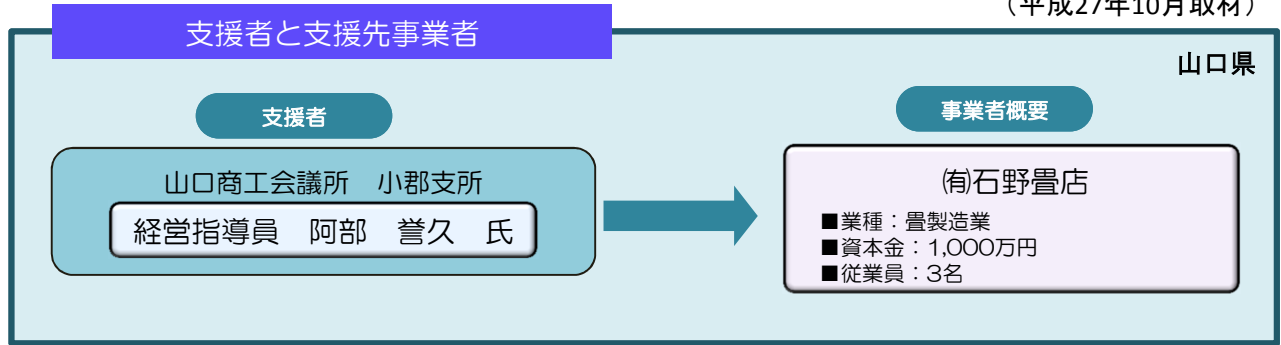 （平成27年10月取材）
支援者と支援先事業者
山口県
支援者
山口商工会議所　小郡支所
経営指導員　阿部　誉久　氏
事業者概要
㈲石野畳店
■業種：畳製造業
■資本金：1,000万円
■従業員：3名